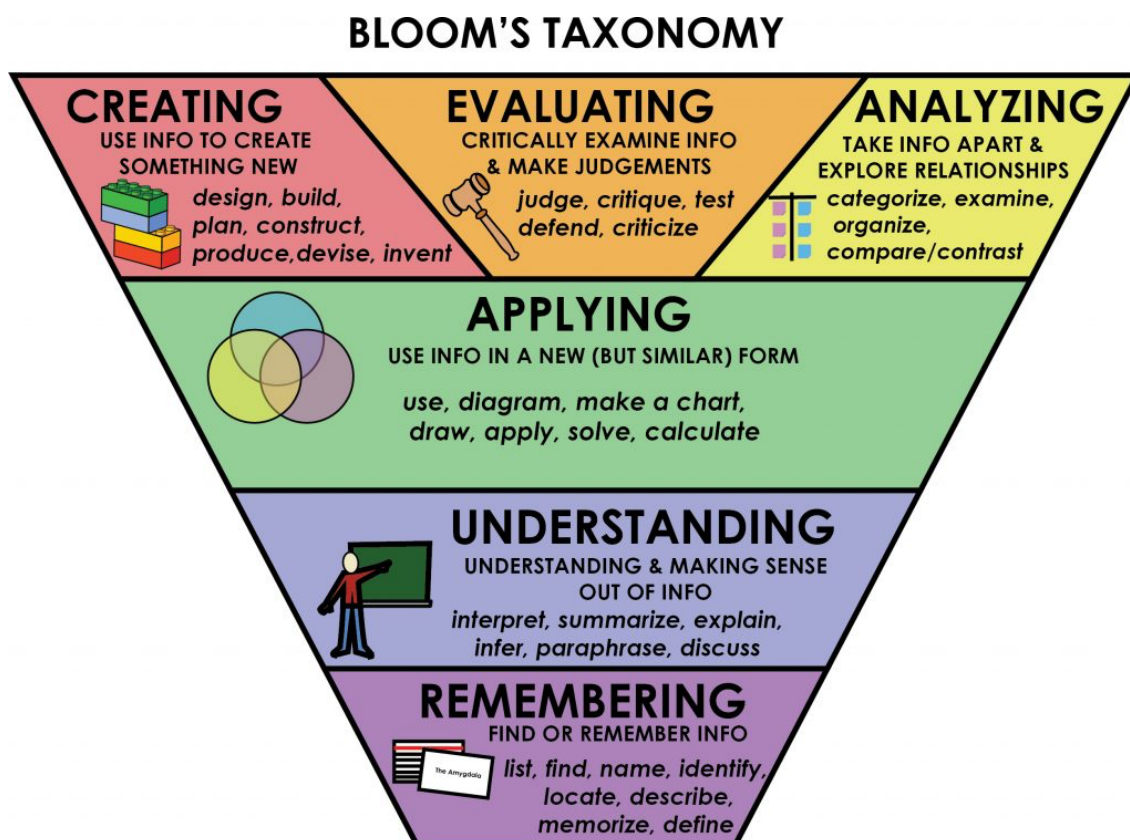 BLOOM'S TAXONOMY
CREATING
USE INFO TO CREATE
SOMETHING NEW
design, build,
plan, construct,
produce,devise, invent
EVALUATING
CRITICALLY EXAMINE INFO
& MAKE JUDGEMENTS
judge, critique, test
defend, criticize
ANALYZING
TAKE INFO APART &
EXPLORE RELATIONSHIPS
categorize, examine,
organize,
compare/contrast
APPLYING
USE INFO IN A NEW (BUT SIMILAR) FORM
use, diagram, make a chart,
draw, apply, solve, calculate
UNDERSTANDING
UNDERSTANDING & MAKING SENSE
OUT OF INFO
interpret, summarize, explain,
infer, paraphrase, discuss
REMEMBERING
FIND OR REMEMBER INFO
The Amygdala
list, find, name, identify,
locate, describe,
memorize, define